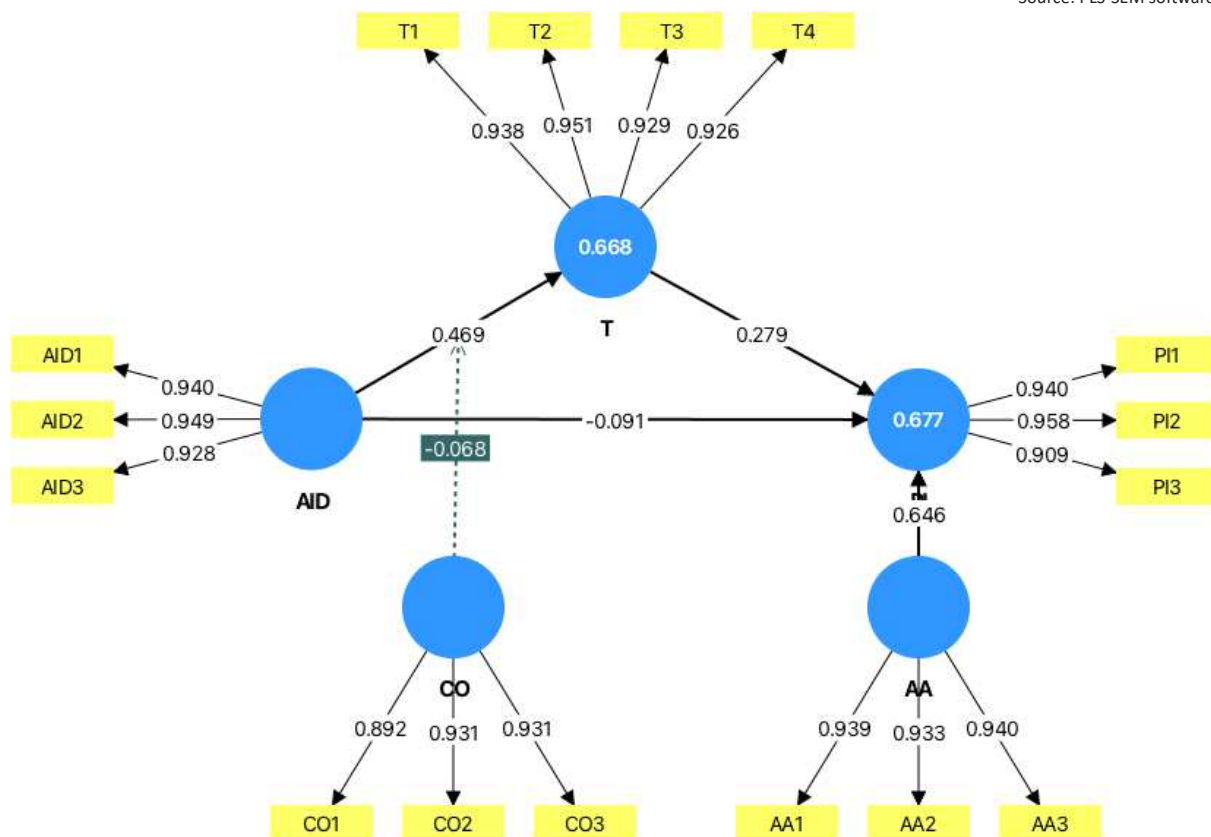 T1 T2 T3 T4
0.938 0.951 0.929 0.926
0.668
T
0.469 0.279
AID1 PI1
0.940 0.940
AID2 0.949 -0.091 0.677 0.958 PI2
0.928 -0.068 0.909
AID3 PI3
AID
0.646
CO AA
0.892 0.931 0.931 0.939 0.933 0.940
CO1 CO2 CO3 AA1 AA2 AA3